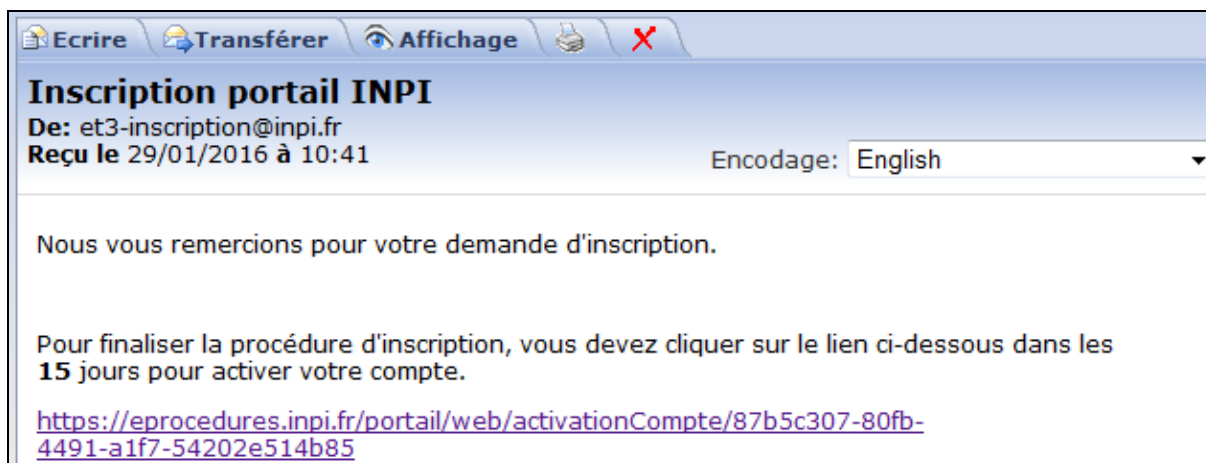 Ecrire Transférer Affichage
Inscription portail INPI
De: et3-inscription@inpi.fr
Reçu le 29/01/2016 à 10:41
Encodage: English
Nous vous remercions pour votre demande d'inscription.
Pour finaliser la procédure d'inscription, vous devez cliquer sur le lien ci-dessous dans les
15 jours pour activer votre compte.
https://eprocedures.inpi.fr/portail/web/activationCompte/87b5c307-80fb-
4491-a1f7-54202e514b85